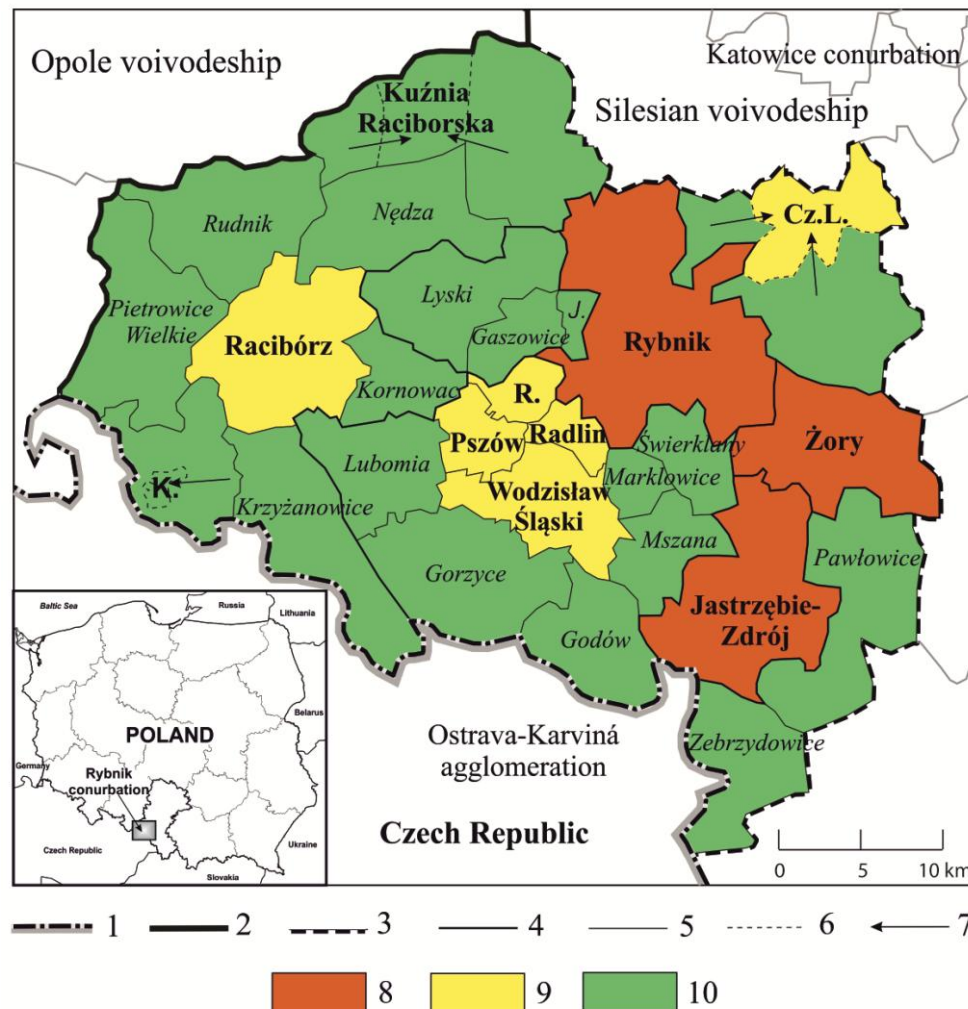 Opole voivodeship
Katowice conurbation
Silesian voivodeship
Kuźnia
Raciborska
Cz.L.
Rudnik
Nędza
Pietrowice
Wielkie
Racibórz
Lyski
Gaszowice
J.
Rybnik
Kornowac
R.
Pszów
Radlin
Świerklany
Żory
Lubomia
Marklowice
K.
Krzyżanowice
Wodzisław
Śląski
Mszana
Pawłowice
Gorzyce
Godów
Jastrzębie-
Zdrój
Zebrzydowice
Ostrava-Karviná
agglomeration
Czech Republic
0 5 10 km
Baltic Sea
Russia
Lithuania
Belarus
POLAND
Germany
Rybnik
conurbation
Ukraine
Czech Republic
Slovakia
1 2 3 4 5 6 7
8 9 10